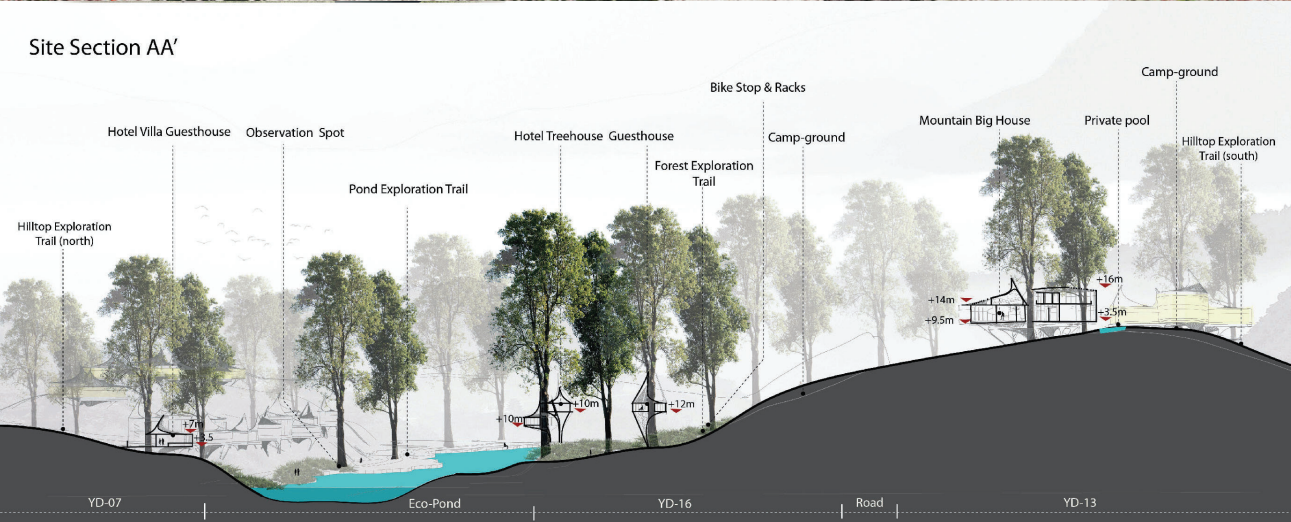 Site Section AA'
Camp-ground
Bike Stop & Racks
Mountain Big House
Private pool
Hotel Villa Guesthouse
Observation Spot
Hotel Treehouse Guesthouse
Camp-ground
Hilltop Exploration
Trail (south)
Forest Exploration
Trail
Pond Exploration Trail
Hilltop Exploration
Trail (north)
+16m
+14m
+3.5m
+9.5m
+10m
+12m
+10m
+7m
+3.5
YD-07
Eco-Pond
YD-16
Road
YD-13